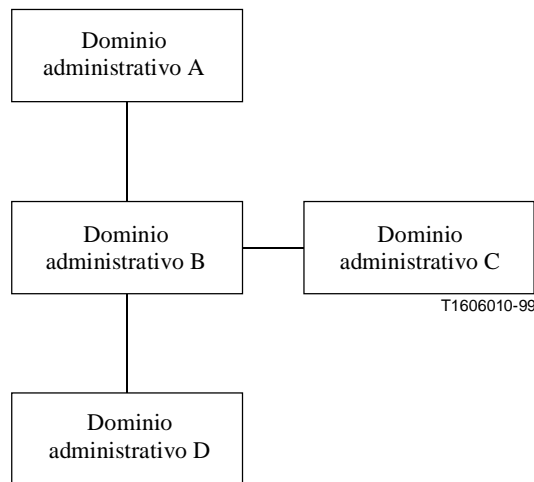 Dominio
administrativo A
Dominio
administrativo B
Dominio
administrativo C
T1606010-99
Dominio
administrativo D